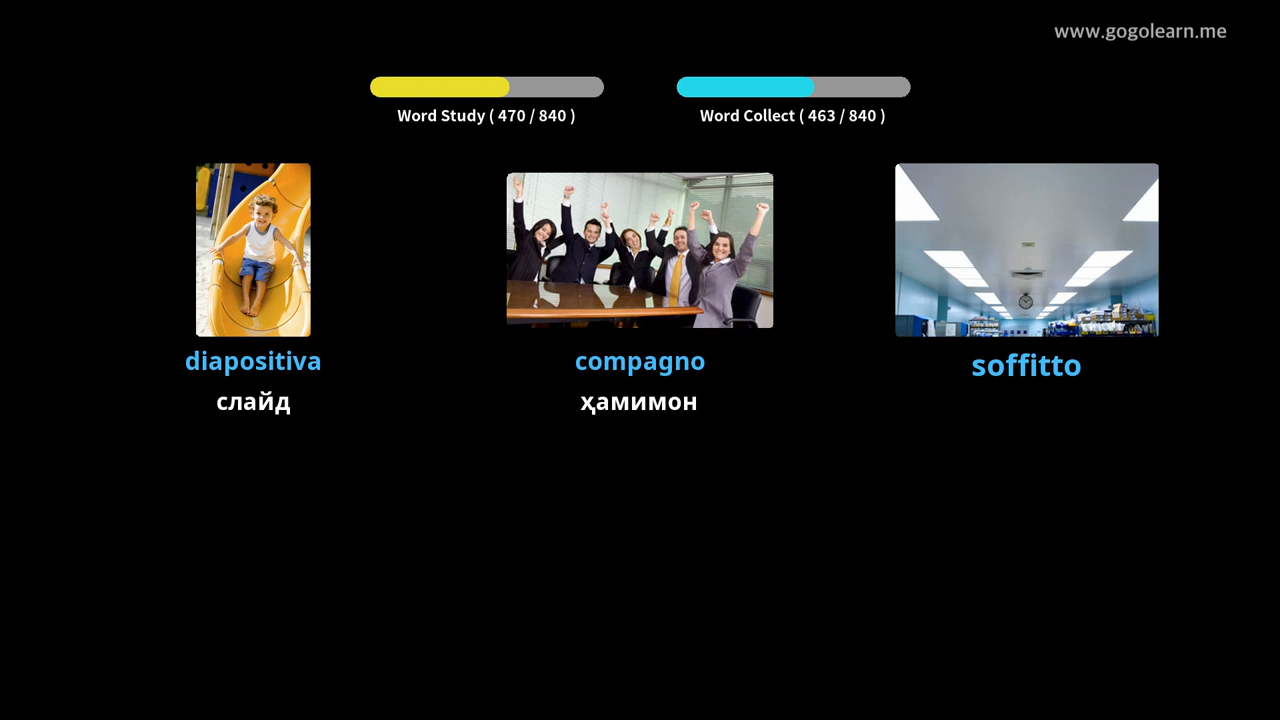 www.gogolearn.me
Word Study ( 470 / 840 )
Word Collect ( 463 / 840 )
diapositiva
слайд
compagno
ҳамимон
soffitto